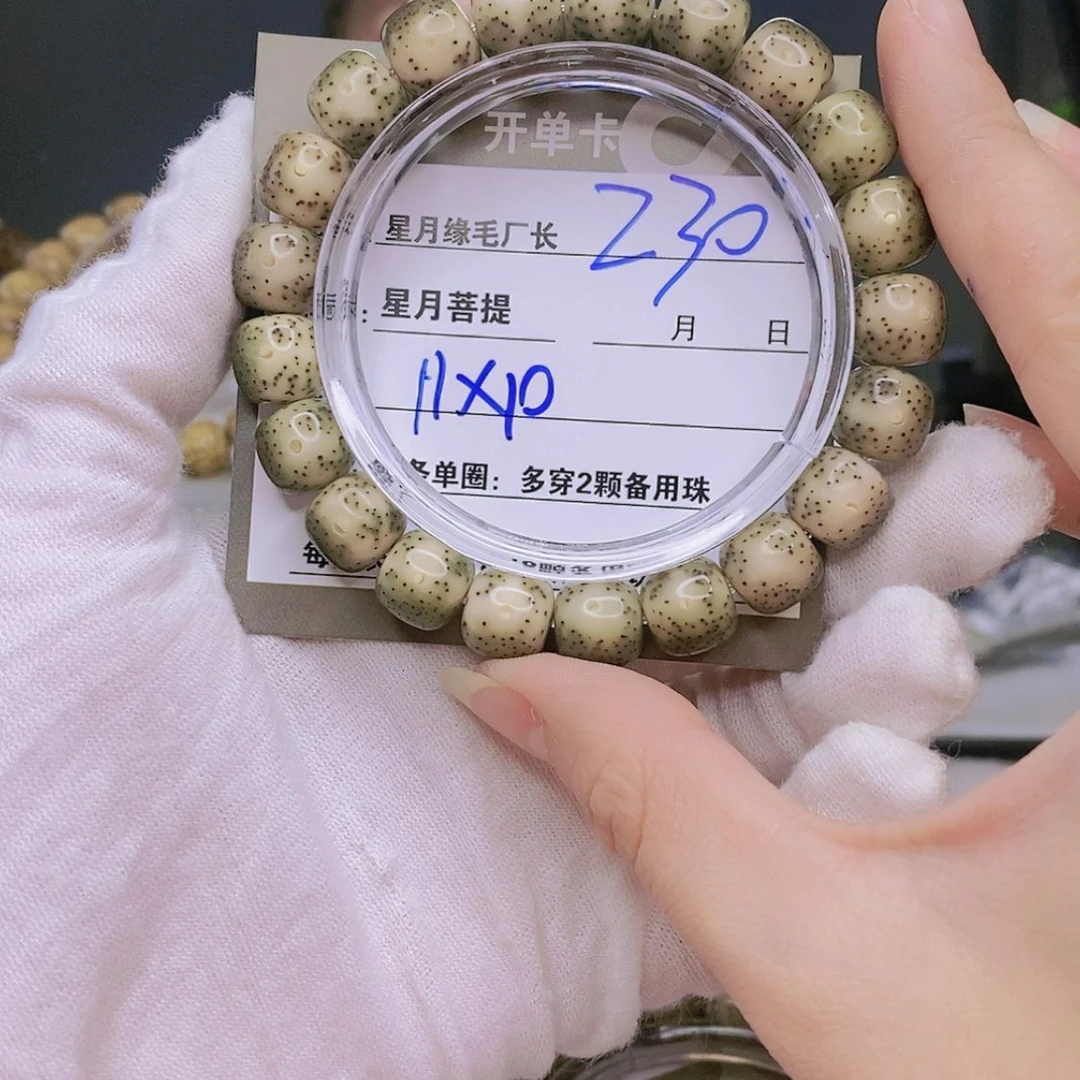 开单卡
星月缘毛厂长 230
星月菩提 月 日
11X10
单圈：多穿2颗备用珠
每